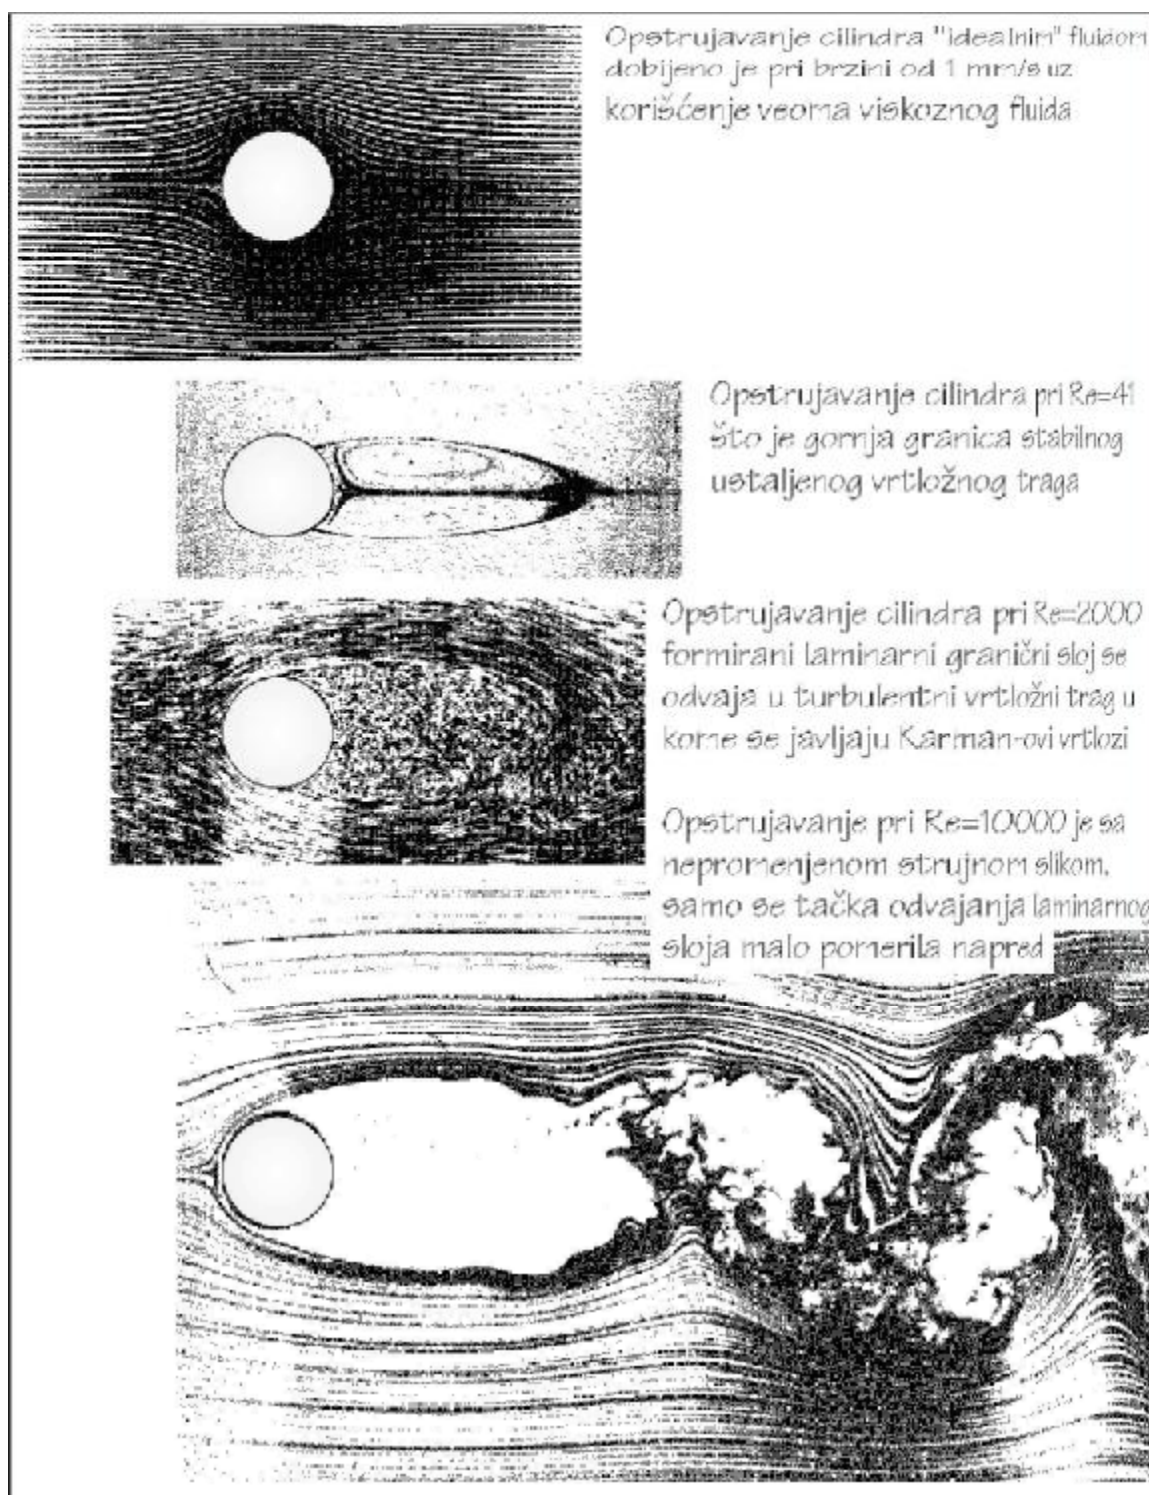 Opstrujavanje cilindra "idealnim" fluidom
dobijeno je pri brzini od 1 mm/s uz
korišćenje veoma viskoznog fluida
Opstrujavanje cilindra pri Re=41
što je gornja granica stabilnog
ustaljenog vrtložnog traga
Opstrujavanje cilindra pri Re=2000
formirani laminarni granični sloj se
odvaja u turbulentni vrtložni trag u
kome se javljaju Karman-ovi vrtlozi
Opstrujavanje pri Re=10000 je sa
nepromenjenom strujnom slikom,
samo se tačka odvajanja laminarnog
sloja malo pomerila napred